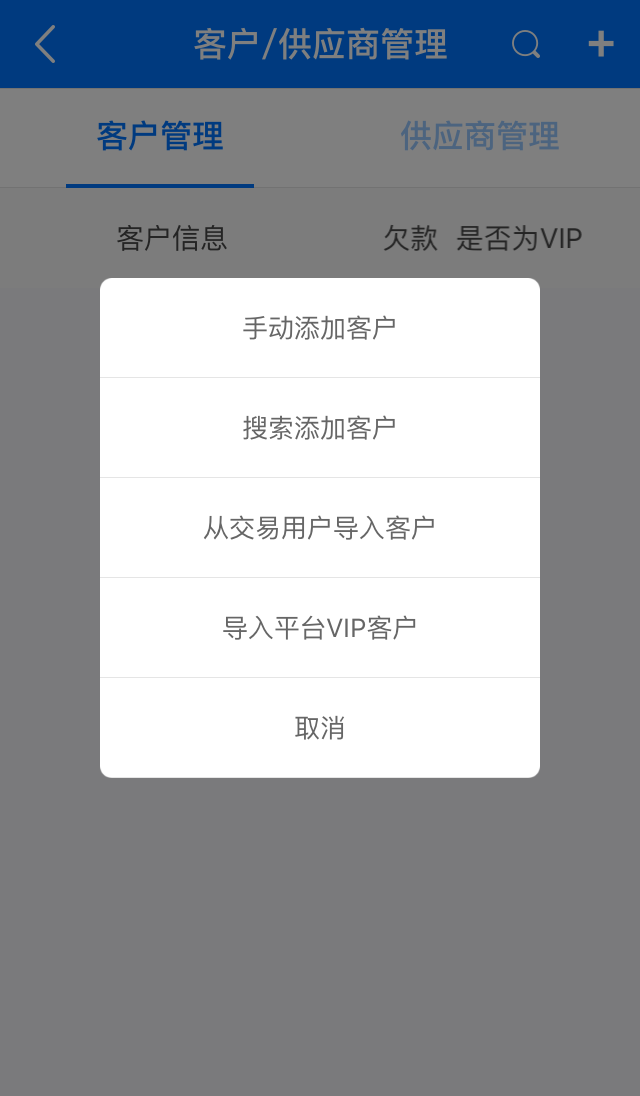 客户/供应商管理
客户管理 供应商管理
客户信息 欠款 是否为VIP
手动添加客户
搜索添加客户
从交易用户导入客户
导入平台VIP客户
取消